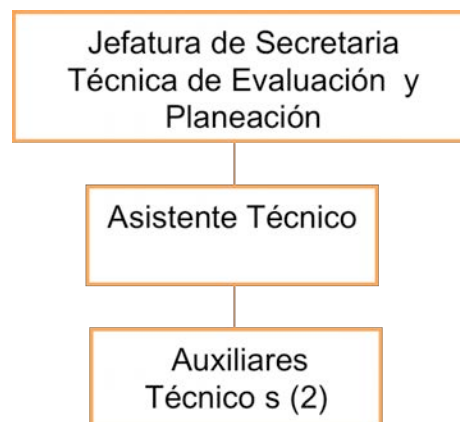 Jefatura de Secretaria
Técnica de Evaluación y
Planeación
Asistente Técnico
Auxiliares
Técnico s (2)